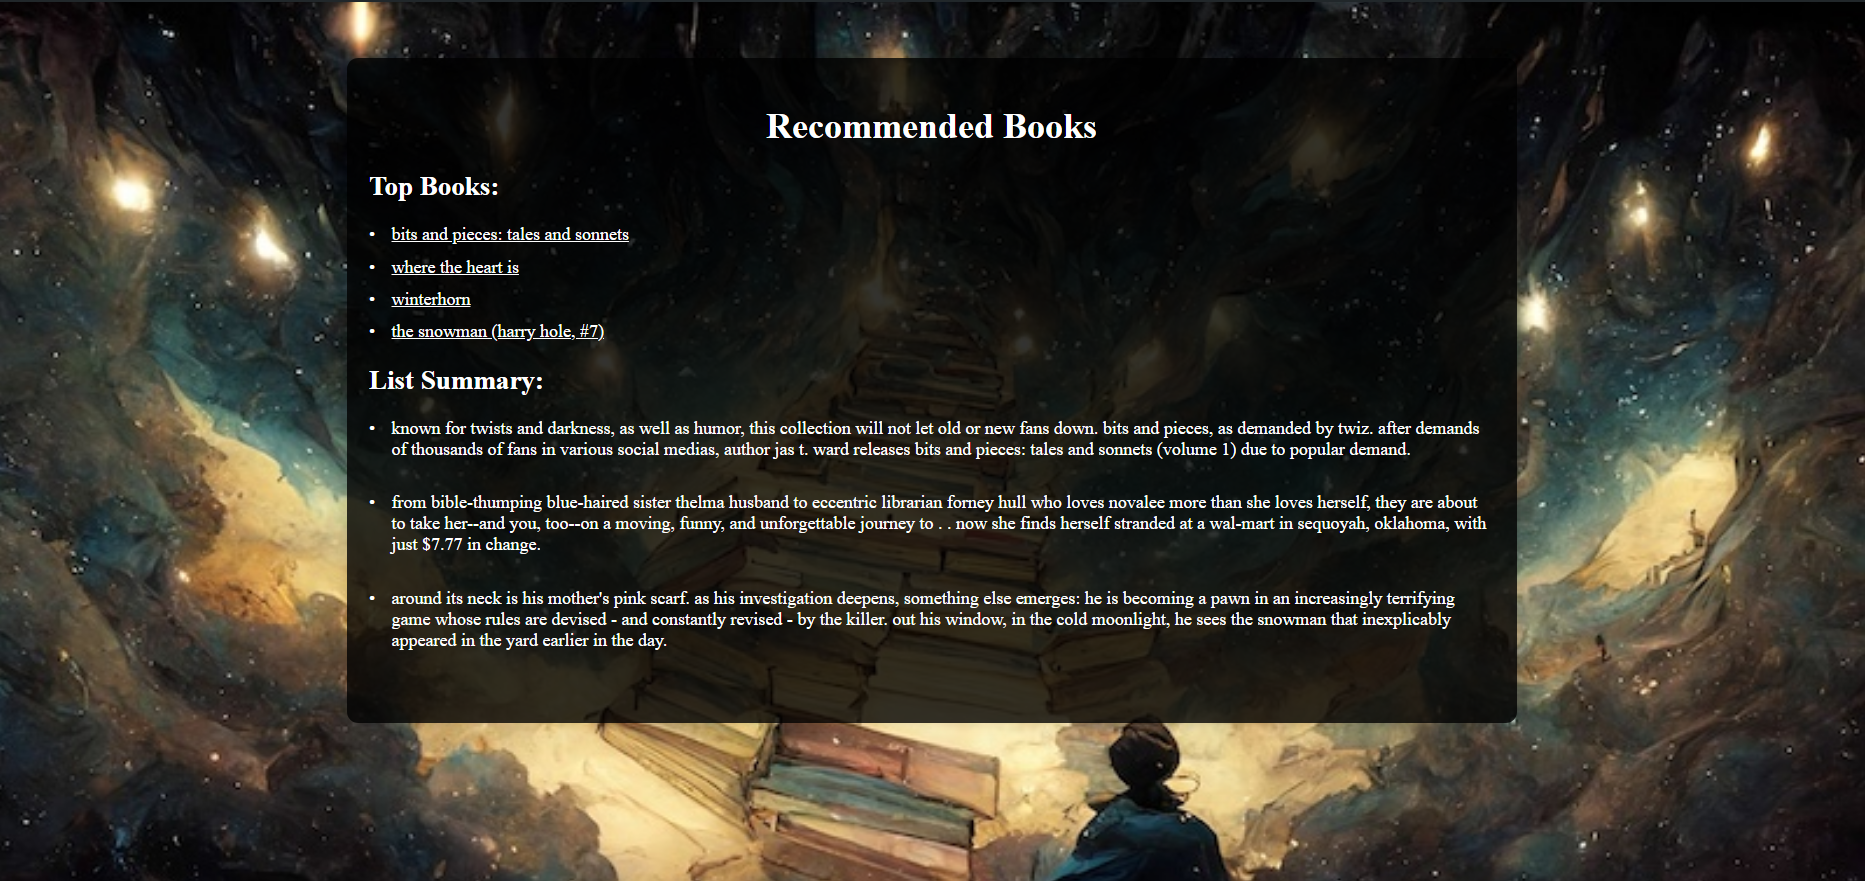 Recommended Books
Top Books:
• bits and pieces: tales and sonnets
• where the heart is
• winterhorn
• the snowman (harry hole, #7)
List Summary:
• known for twists and darkness, as well as humor, this collection will not let old or new fans down. bits and pieces, as demanded by twiz. after demands
of thousands of fans in various social medias, author jas t. ward releases bits and pieces: tales and sonnets (volume 1) due to popular demand.
• from bible-thumping blue-haired sister thelma husband to eccentric librarian forney hull who loves novalee more than she loves herself, they are about
to take her--and you, too--on a moving, funny, and unforgettable journey to . . now she finds herself stranded at a wal-mart in sequoyah, oklahoma, with
just $7.77 in change.
• around its neck is his mother's pink scarf. as his investigation deepens, something else emerges: he is becoming a pawn in an increasingly terrifying
game whose rules are devised - and constantly revised - by the killer. out his window, in the cold moonlight, he sees the snowman that inexplicably
appeared in the yard earlier in the day.